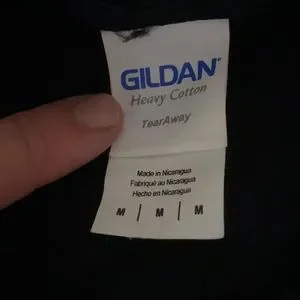 GILDAN
Heavy Cotton
TearAway
Made in Nicaragua
Fabriqué au Nicaragua
Hecho en Nicaragua
M | M | M